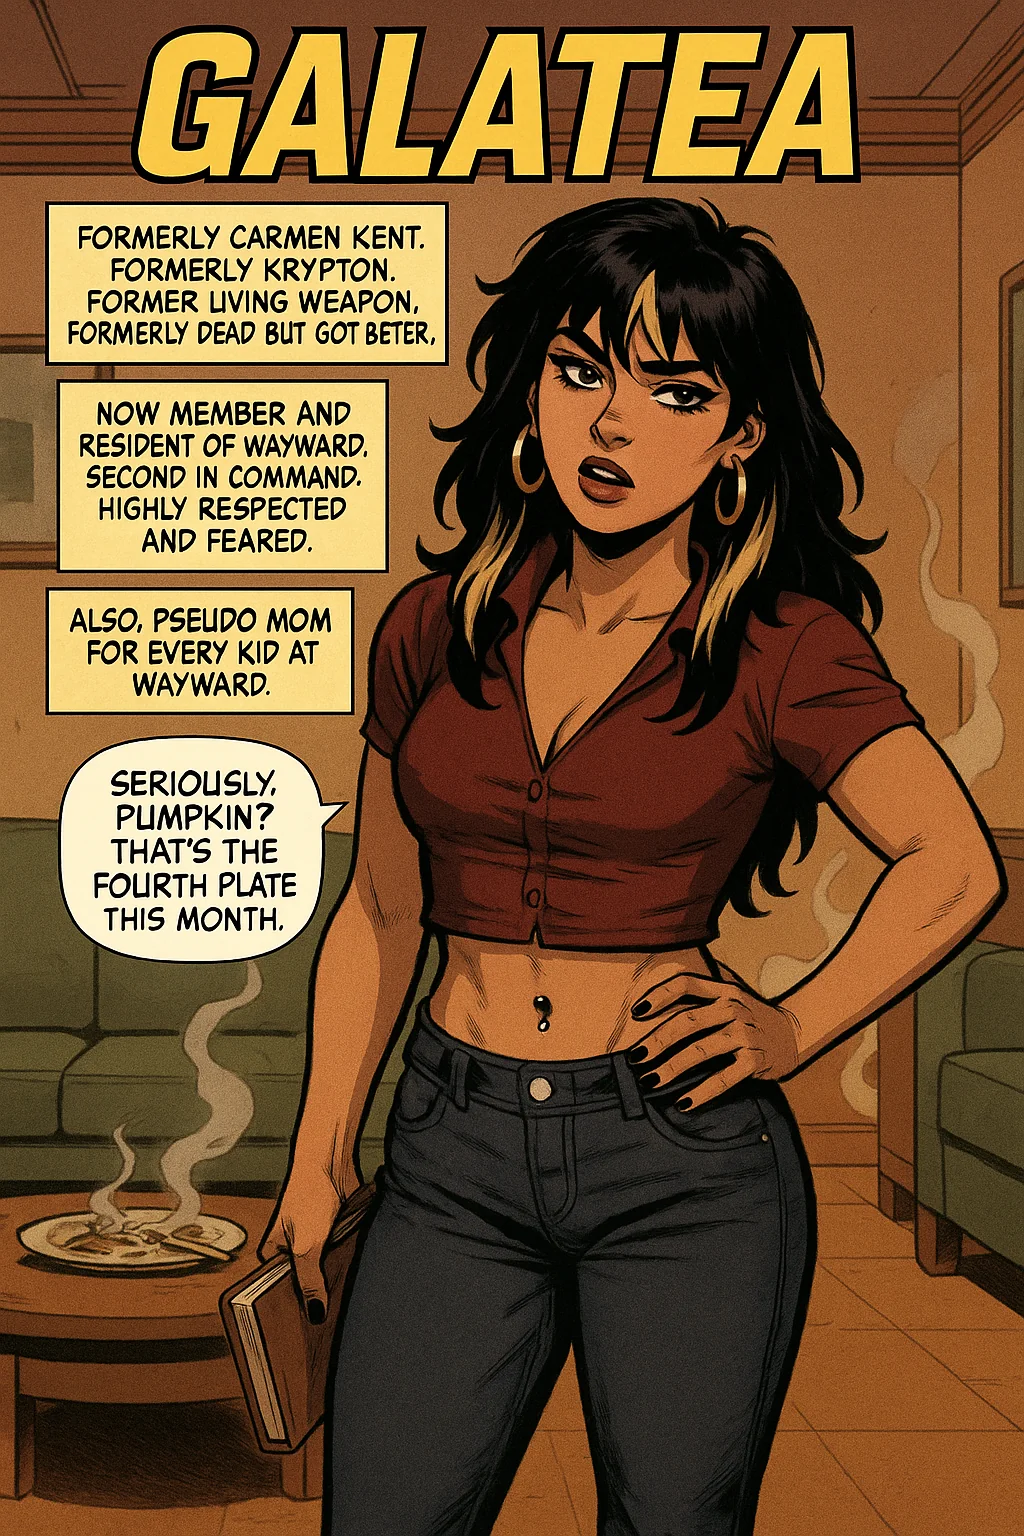 GALATEA
FORMERLY CARMEN KENT.
FORMERLY KRYPTON.
FORMER LIVING WEAPON,
FORMERLY DEAD BUT GOT BETER,
NOW MEMBER AND
RESIDENT OF WAYWARD.
SECOND IN COMMAND.
HIGHLY RESPECTED
AND FEARED.
ALSO, PSEUDO MOM
FOR EVERY KID AT
WAYWARD.
SERIOUSLY,
PUMPKIN?
THAT'S THE
FOURTH PLATE
THIS MONTH.